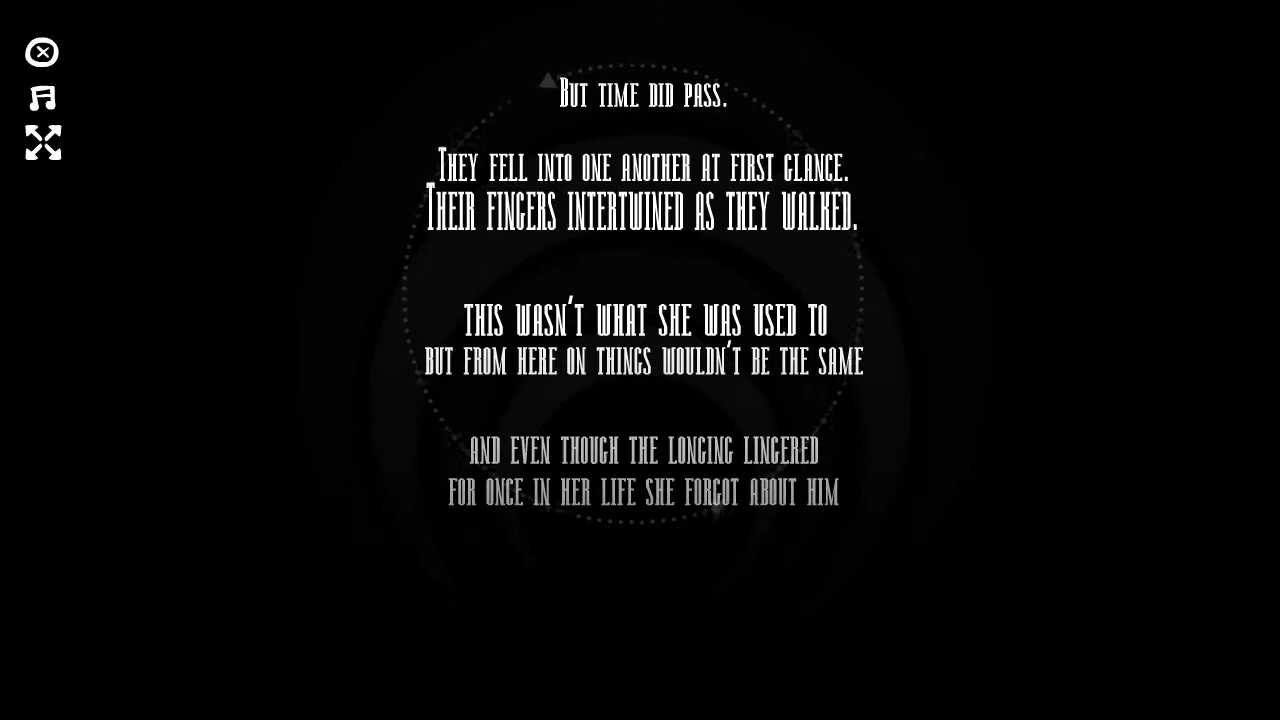 But time did pass.
They fell into one another at first glance.
Their fingers intertwined as they walked.
this wasn't what she was used to
but from here on things wouldn't be the same
and even though the longing lingered
for once in her life she forgot about him